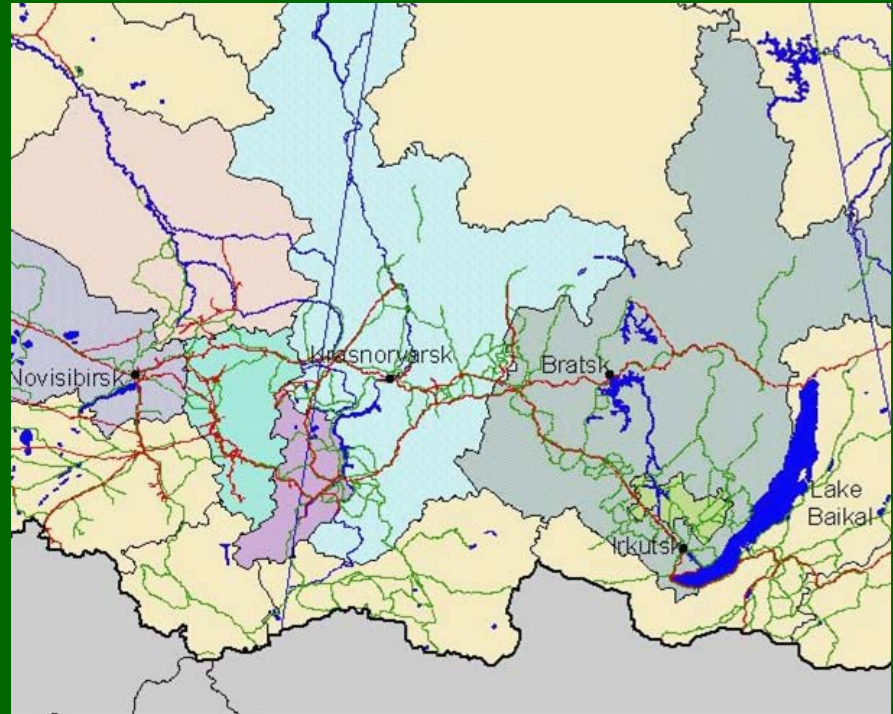 Krasnoryarsk
Novisibirsk
Bratsk
Lake
Baikal
Irkutsk